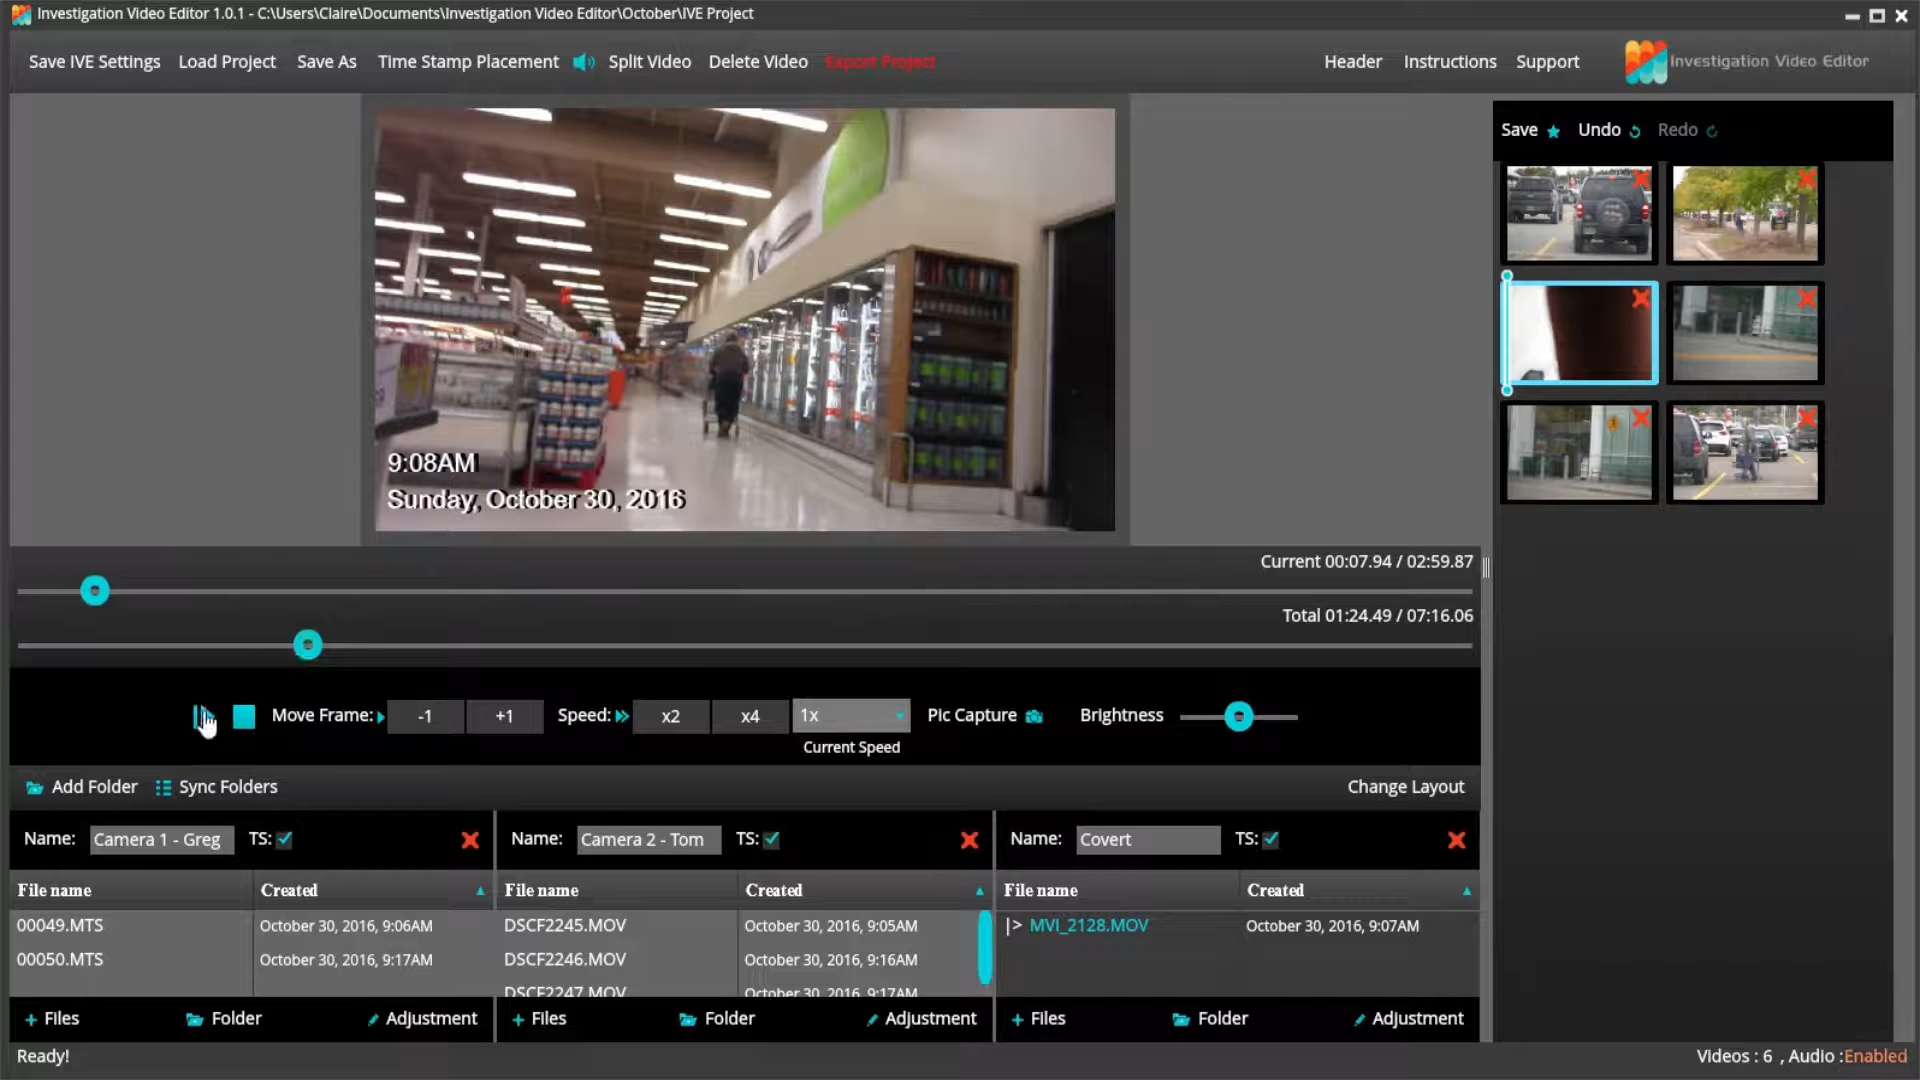 Investigation Video Editor 1.0.1 - C:\Users\Claire\Documents\Investigation Video Editor\October\IVE Project
Save IVE Settings Load Project Save As Time Stamp Placement Split Video Delete Video Export Project Header Instructions Support Investigation Video Editor
Save Undo Redo
9:08AM
Sunday, October 30, 2016
Current 00:07.94 / 02:59.87
Total 01:24.49 / 07:16.06
Move Frame: -1 +1 Speed: x2 x4 1x Pic Capture Brightness
Current Speed
Add Folder Sync Folders Change Layout
Name: Camera 1 - Greg TS: Name: Camera 2 - Tom TS: Name: Covert TS:
File name Created File name Created File name Created
00049.MTS October 30, 2016, 9:06AM DSCF2245.MOV October 30, 2016, 9:05AM |> MVI_2128.MOV October 30, 2016, 9:07AM
00050.MTS October 30, 2016, 9:17AM DSCF2246.MOV October 30, 2016, 9:16AM
DSCF2247.MOV October 30, 2016, 9:17AM
+ Files Folder Adjustment + Files Folder Adjustment + Files Folder Adjustment
Ready! Videos : 6 , Audio :Enabled